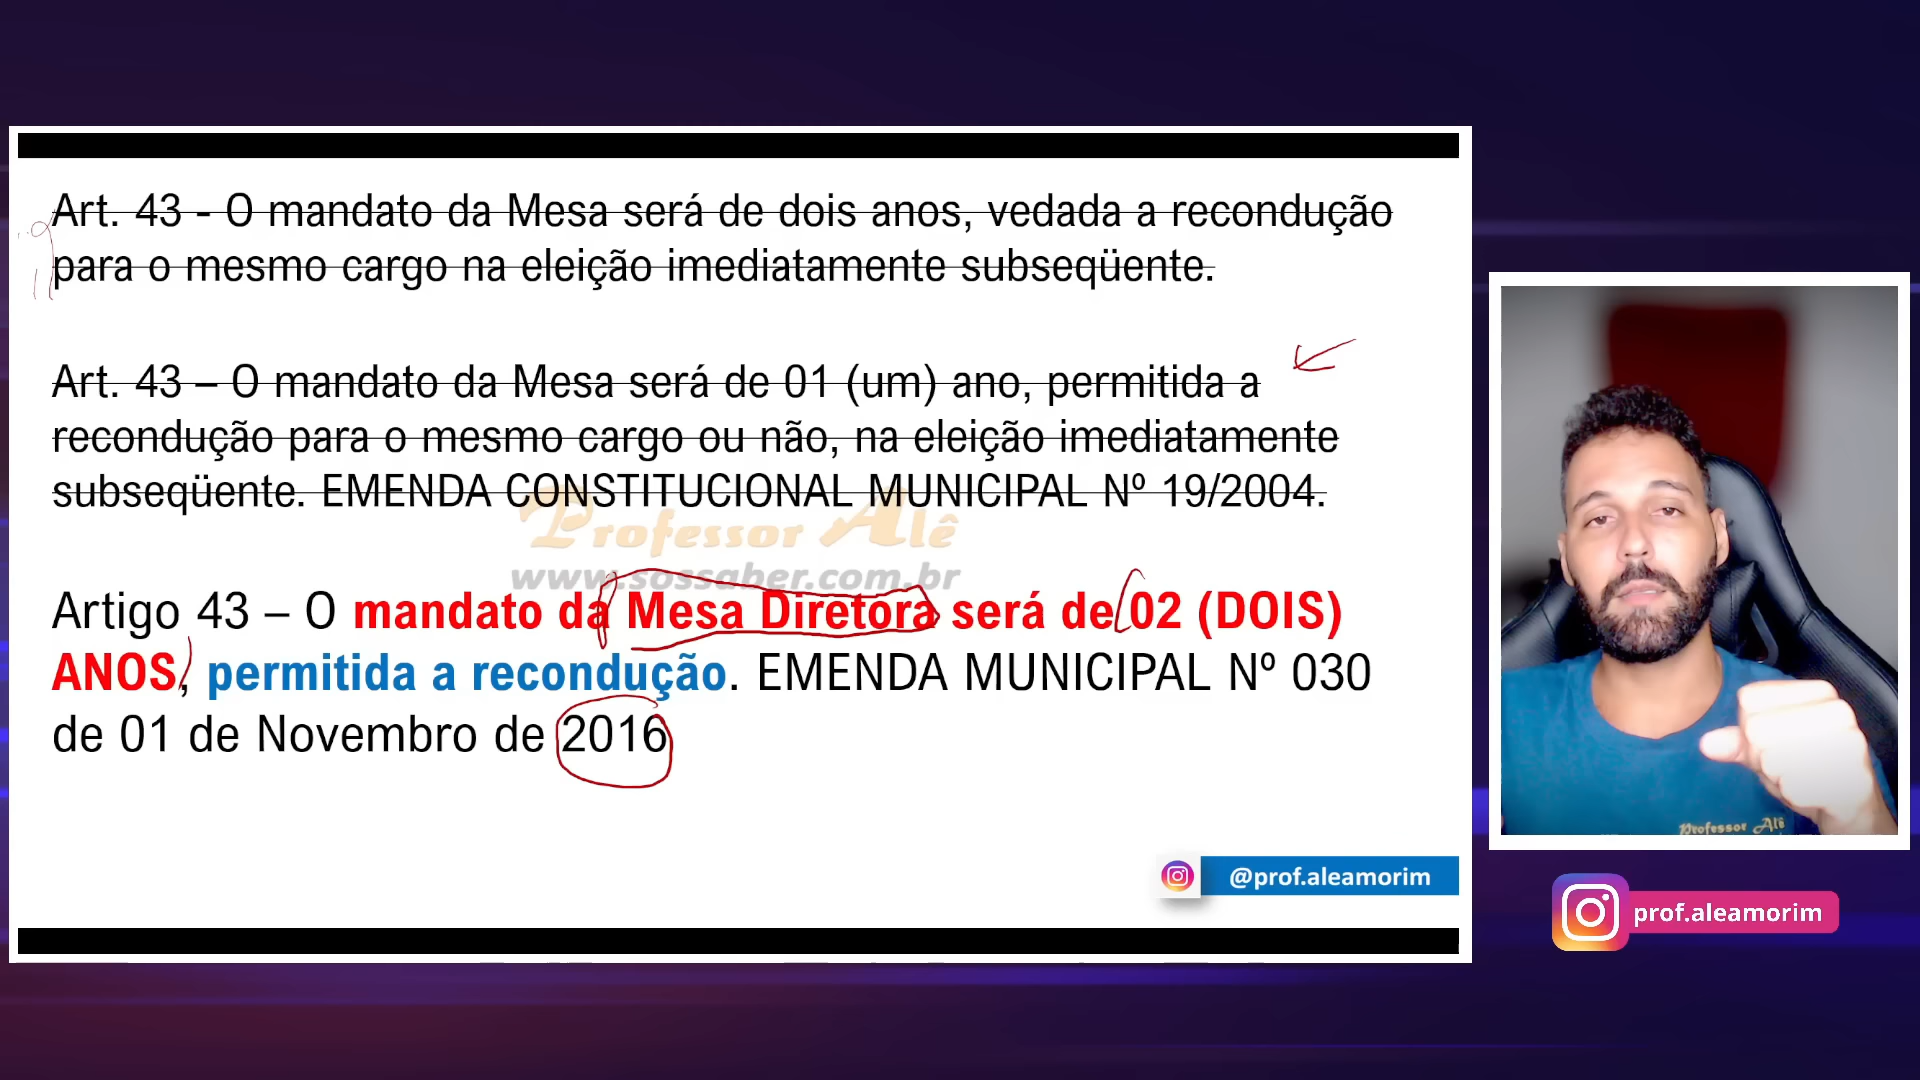 Art. 43 - O mandato da Mesa será de dois anos, vedada a recondução
para o mesmo cargo na eleição imediatamente subseqüente.
Art. 43 – O mandato da Mesa será de 01 (um) ano, permitida a
recondução para o mesmo cargo ou não, na eleição imediatamente
subseqüente. EMENDA CONSTITUCIONAL MUNICIPAL Nº 19/2004.
Professor Alê
www.sossaber.com.br
Artigo 43 – O mandato da Mesa Diretora será de 02 (DOIS)
ANOS, permitida a recondução. EMENDA MUNICIPAL Nº 030
de 01 de Novembro de 2016
@prof.aleamorim
Professor Alê
prof.aleamorim